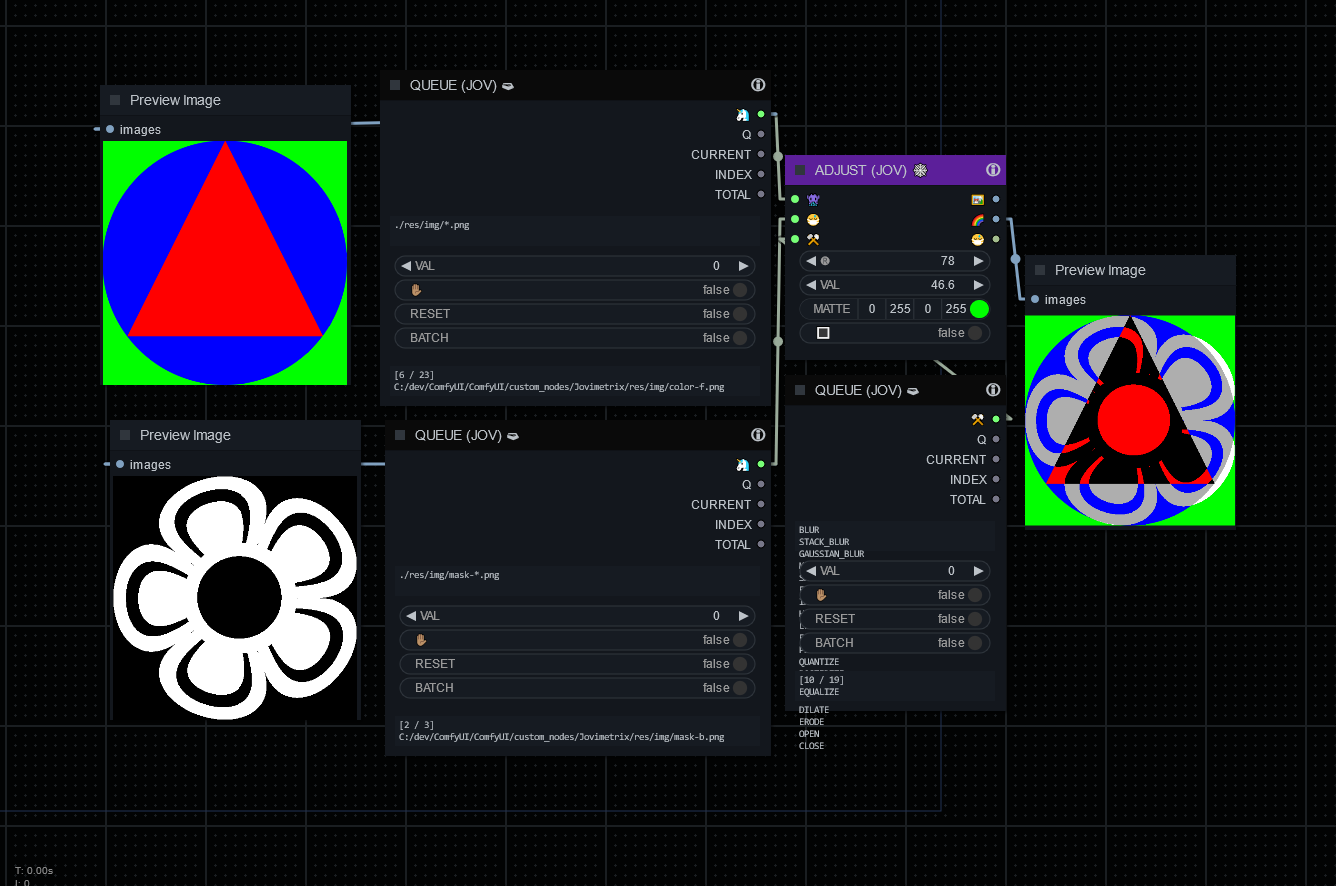 Preview Image
images
QUEUE (JOV)
Q
CURRENT
INDEX
TOTAL
./res/img/*.png
VAL 0
false
RESET false
BATCH false
[6 / 23]
C:/dev/ComfyUI/ComfyUI/custom_nodes/Jovimetrix/res/img/color-f.png
Preview Image
images
QUEUE (JOV)
Q
CURRENT
INDEX
TOTAL
./res/img/mask-*.png
VAL 0
false
RESET false
BATCH false
[2 / 3]
C:/dev/ComfyUI/ComfyUI/custom_nodes/Jovimetrix/res/img/mask-b.png
ADJUST (JOV)
78
VAL 46.6
MATTE 0 255 0 255
false
QUEUE (JOV)
Q
CURRENT
INDEX
TOTAL
BLUR
STACK_BLUR
GAUSSIAN_BLUR
VAL 0
false
RESET false
BATCH false
QUANTIZE
[10 / 19]
EQUALIZE
DILATE
ERODE
OPEN
CLOSE
Preview Image
images
T: 0.00s
I: 0